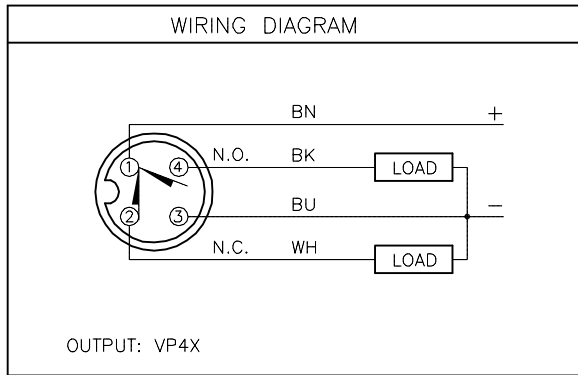 WIRING DIAGRAM
BN +
1 4 N.O. BK LOAD
BU −
2 3
N.C. WH LOAD
OUTPUT: VP4X